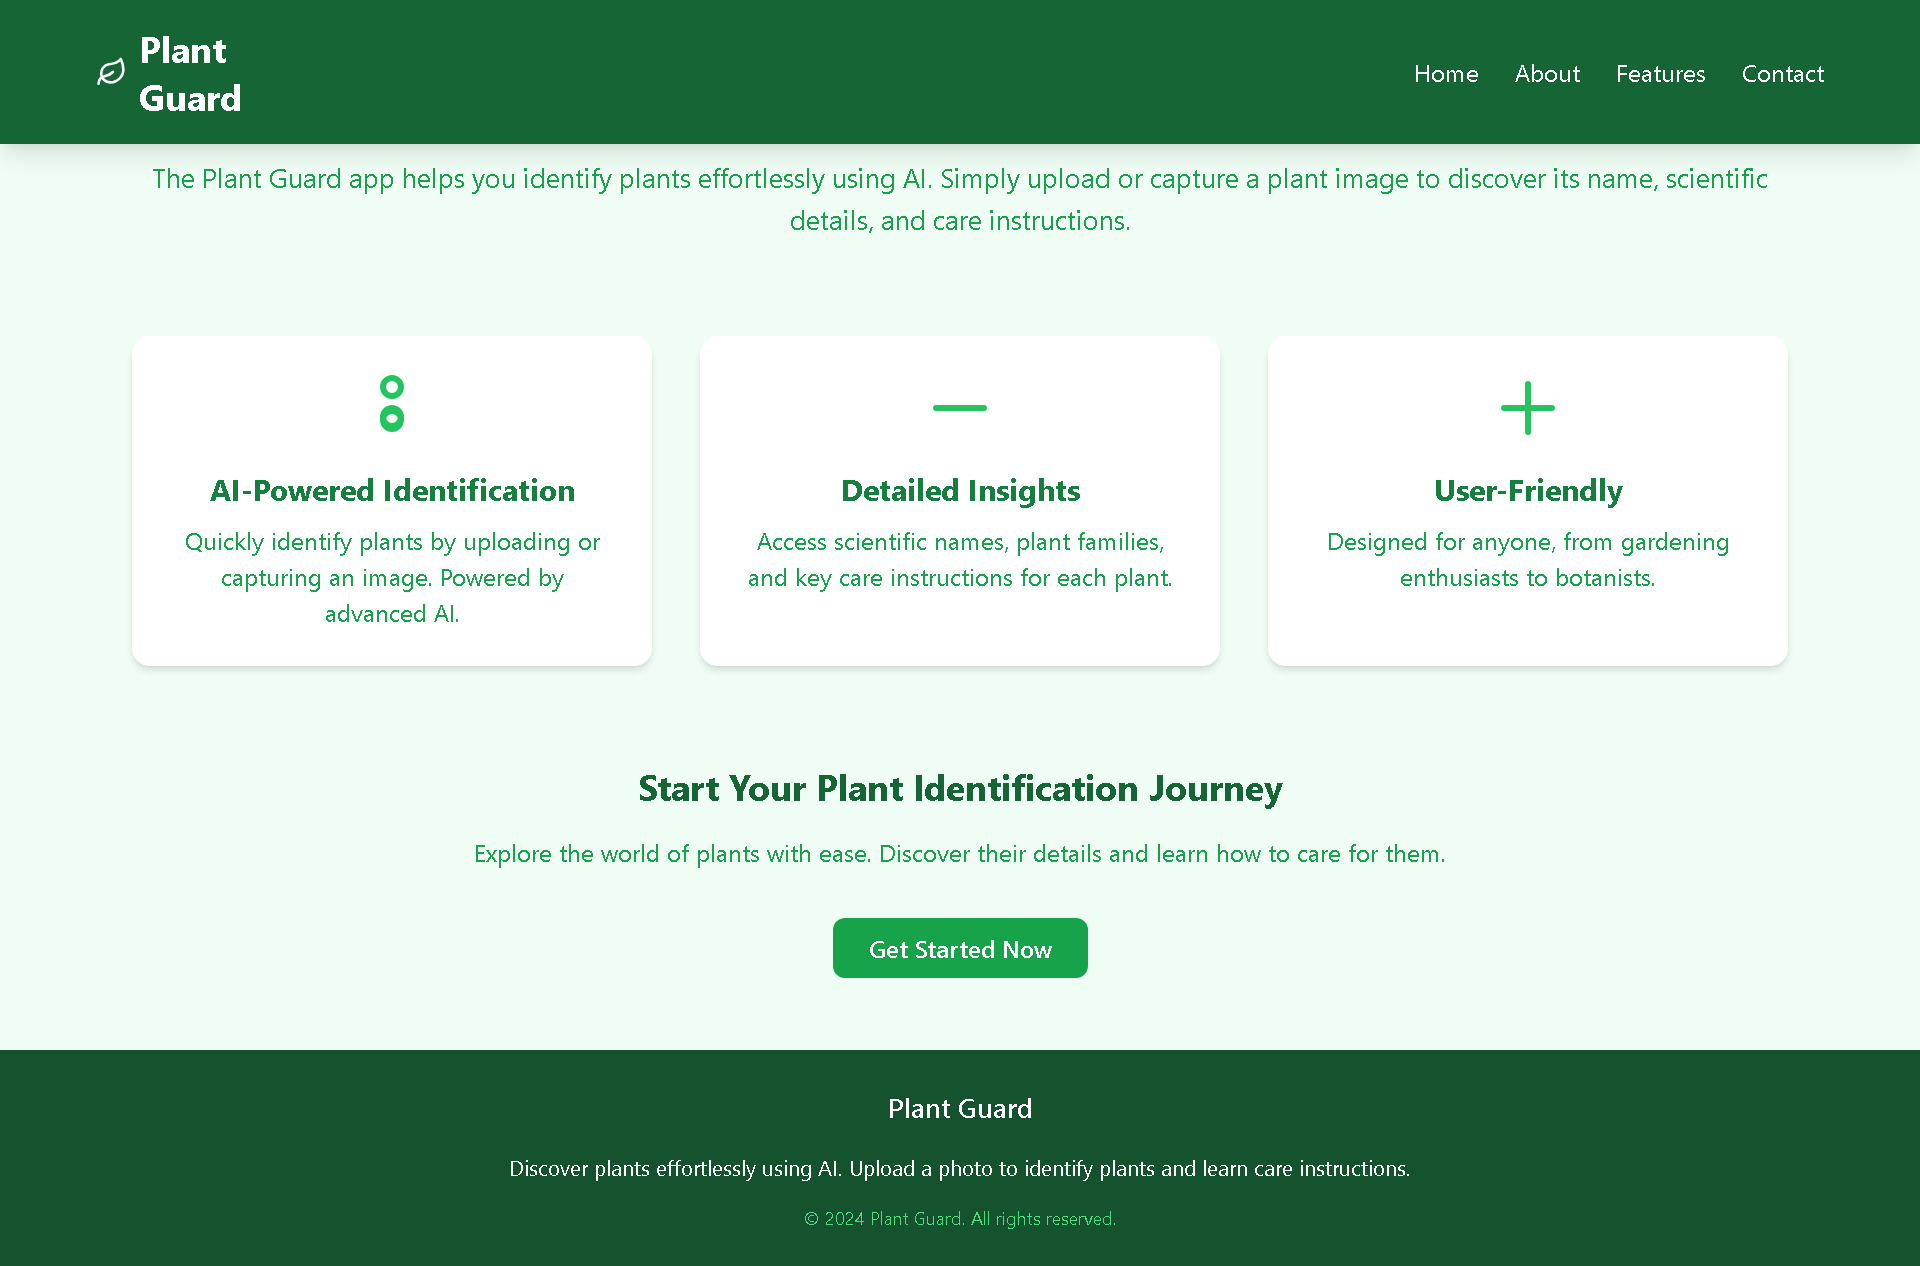 Plant
Guard
Home
About
Features
Contact
The Plant Guard app helps you identify plants effortlessly using AI. Simply upload or capture a plant image to discover its name, scientific
details, and care instructions.
AI-Powered Identification
Quickly identify plants by uploading or
capturing an image. Powered by
advanced AI.
Detailed Insights
Access scientific names, plant families,
and key care instructions for each plant.
User-Friendly
Designed for anyone, from gardening
enthusiasts to botanists.
Start Your Plant Identification Journey
Explore the world of plants with ease. Discover their details and learn how to care for them.
Get Started Now
Plant Guard
Discover plants effortlessly using AI. Upload a photo to identify plants and learn care instructions.
© 2024 Plant Guard. All rights reserved.